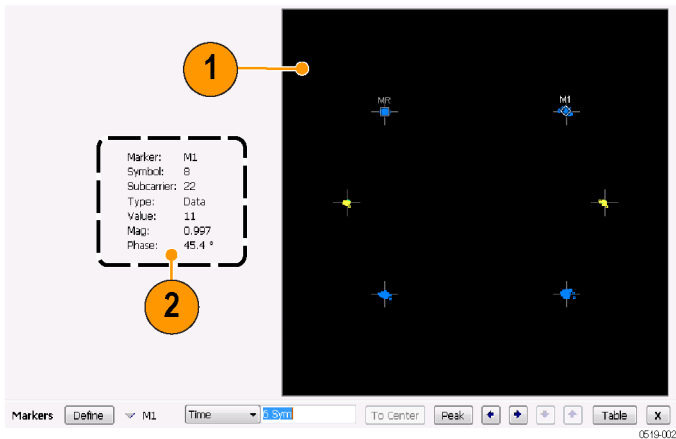 1
MR
M1
Marker: M1
Symbol: 8
Subcarrier: 22
Type: Data
Value: 11
Mag: 0.997
Phase: 45.4 °
2
Markers Define M1 Time 6 Sym To Center Peak Table X
0519-002